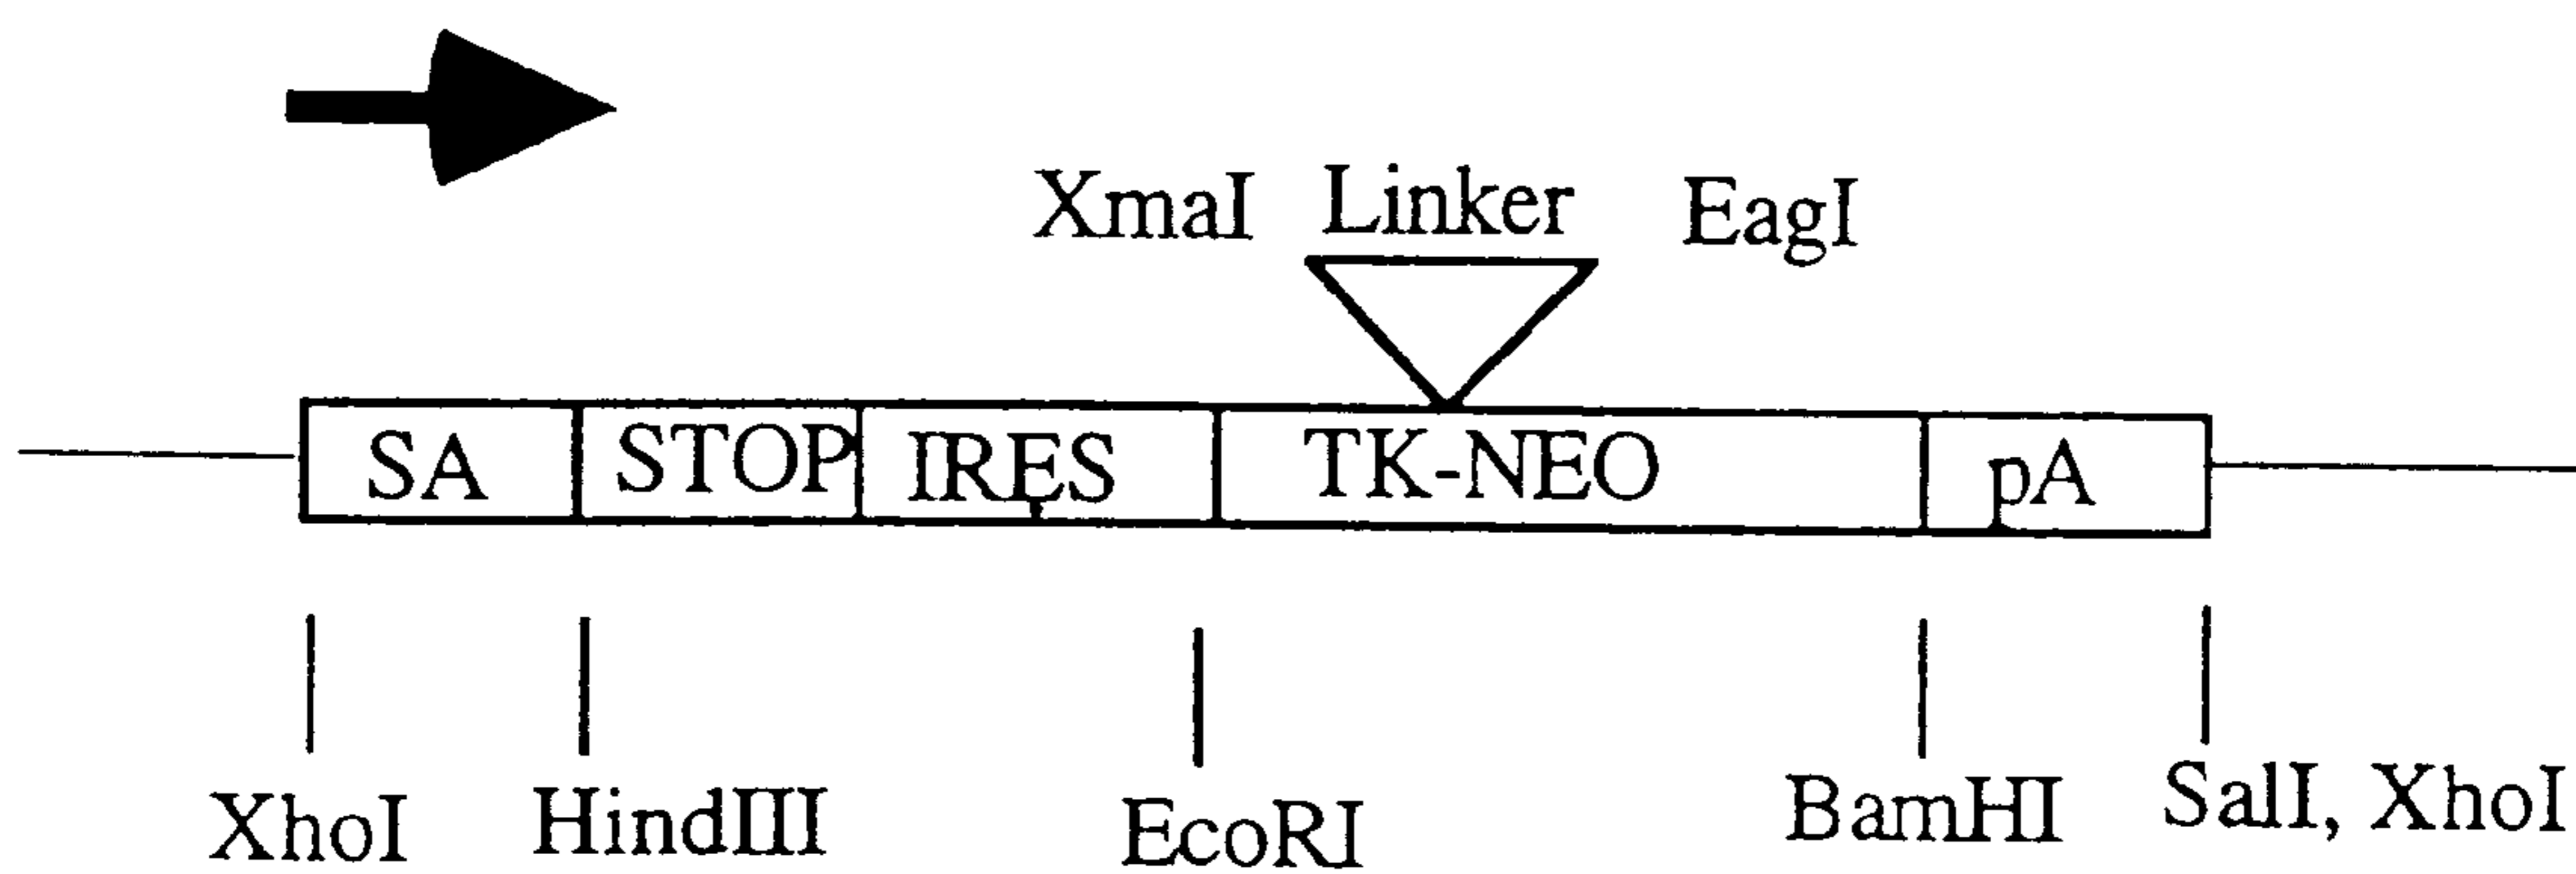 XmaI Linker EagI
SA STOP IRES TK-NEO pA
XhoI HindIII EcoRI BamHI SalI, XhoI